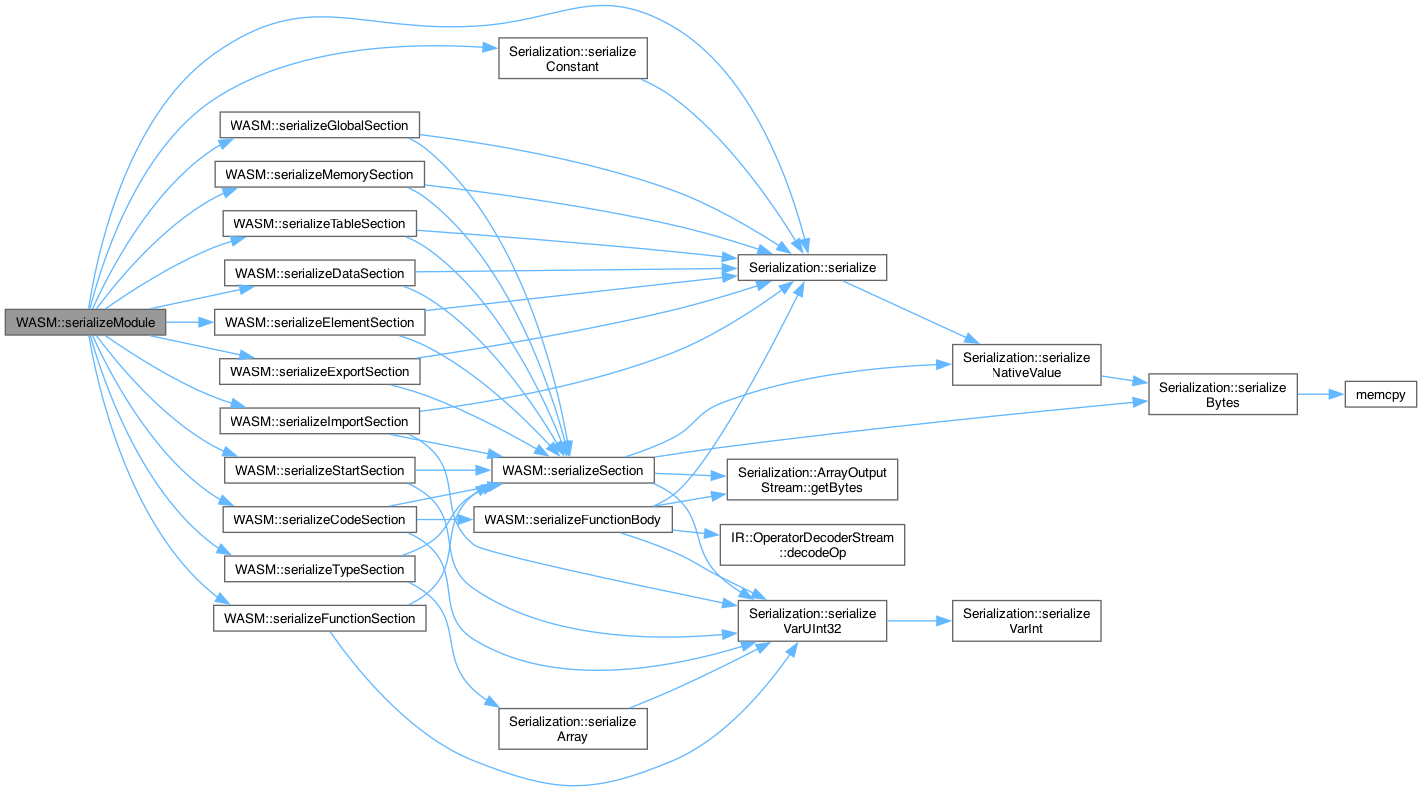 WASM::serializeModule
Serialization::serialize
Constant
WASM::serializeGlobalSection
WASM::serializeMemorySection
WASM::serializeTableSection
WASM::serializeDataSection
WASM::serializeElementSection
WASM::serializeExportSection
WASM::serializeImportSection
WASM::serializeStartSection
WASM::serializeCodeSection
WASM::serializeTypeSection
WASM::serializeFunctionSection
WASM::serializeSection
WASM::serializeFunctionBody
Serialization::serialize
Array
Serialization::serialize
Serialization::ArrayOutput
Stream::getBytes
IR::OperatorDecoderStream
::decodeOp
Serialization::serialize
VarUInt32
Serialization::serialize
NativeValue
Serialization::serialize
VarInt
Serialization::serialize
Bytes
memcpy